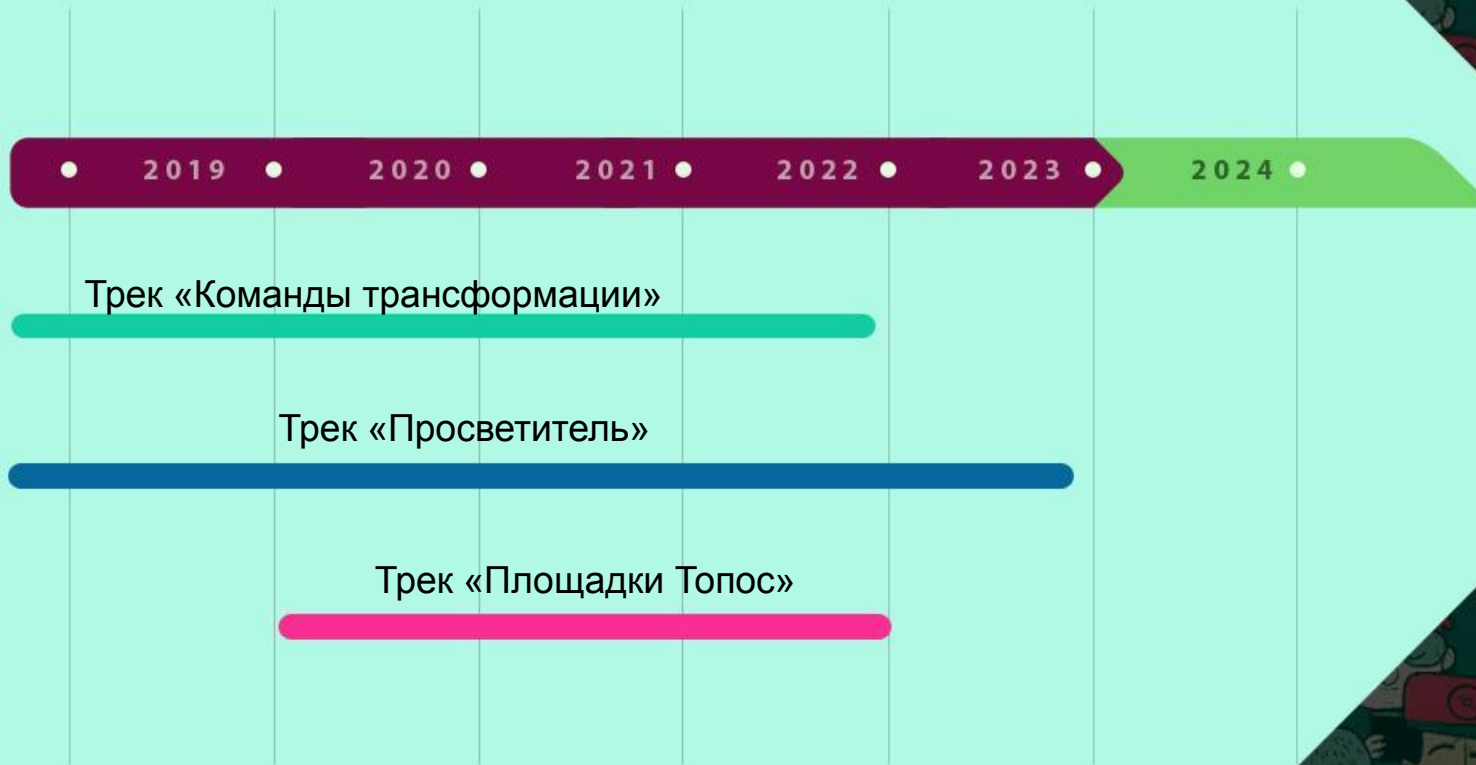 2019 2020 2021 2022 2023 2024
Трек «Команды трансформации»
Трек «Просветитель»
Трек «Площадки Топос»